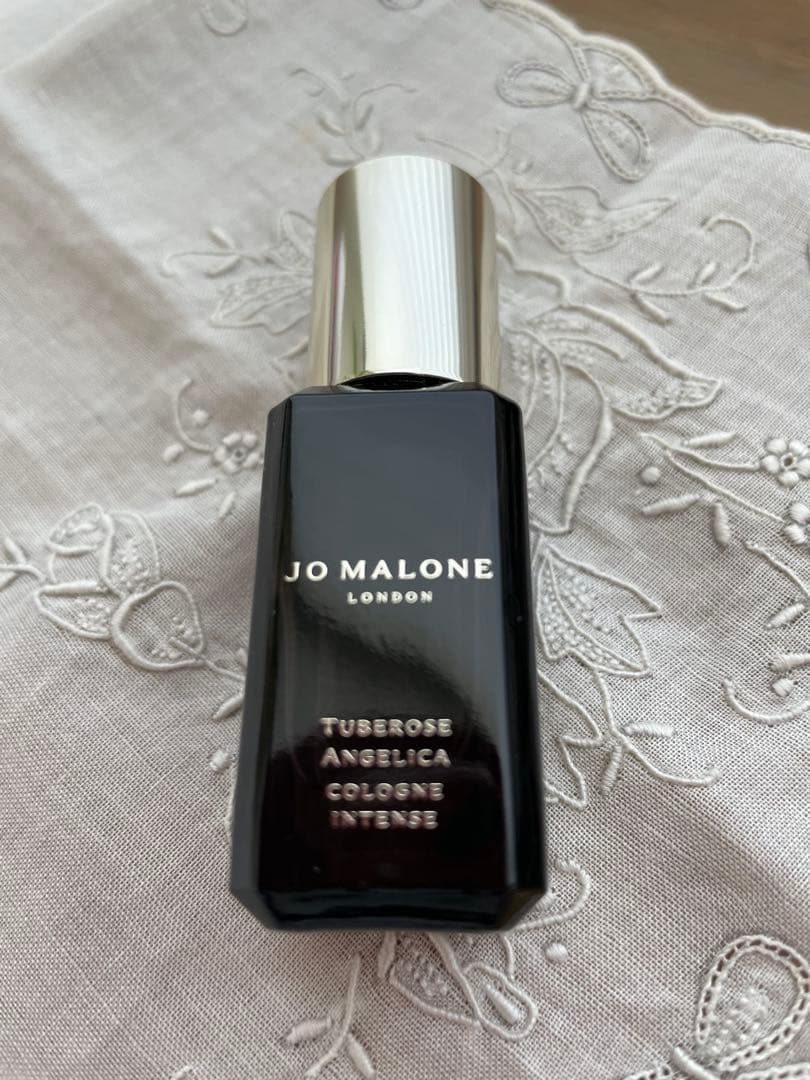 JO MALONE
LONDON
TUBEROSE
ANGELICA
COLOGNE
INTENSE